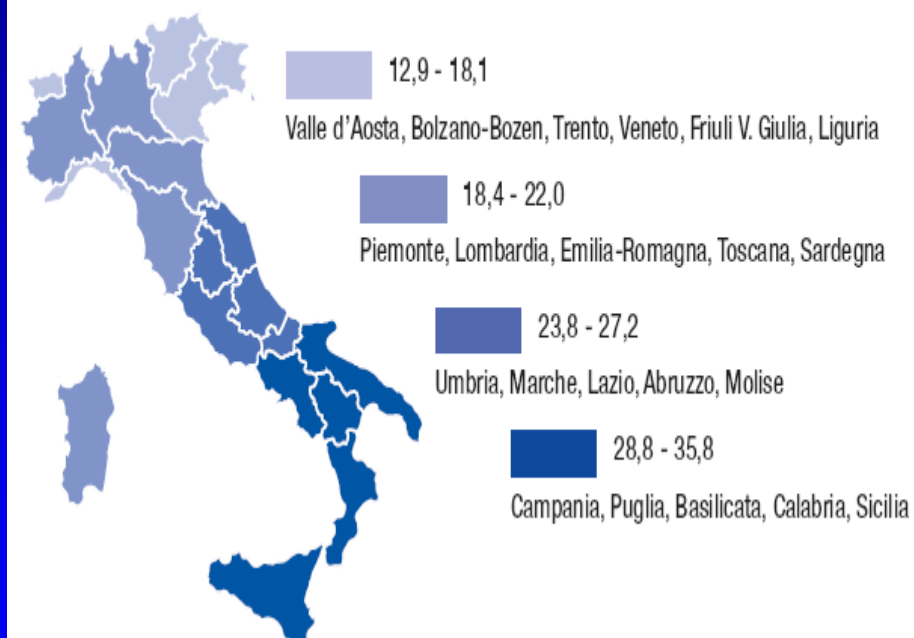 12,9 - 18,1
Valle d'Aosta, Bolzano-Bozen, Trento, Veneto, Friuli V. Giulia, Liguria
18,4 - 22,0
Piemonte, Lombardia, Emilia-Romagna, Toscana, Sardegna
23,8 - 27,2
Umbria, Marche, Lazio, Abruzzo, Molise
28,8 - 35,8
Campania, Puglia, Basilicata, Calabria, Sicilia